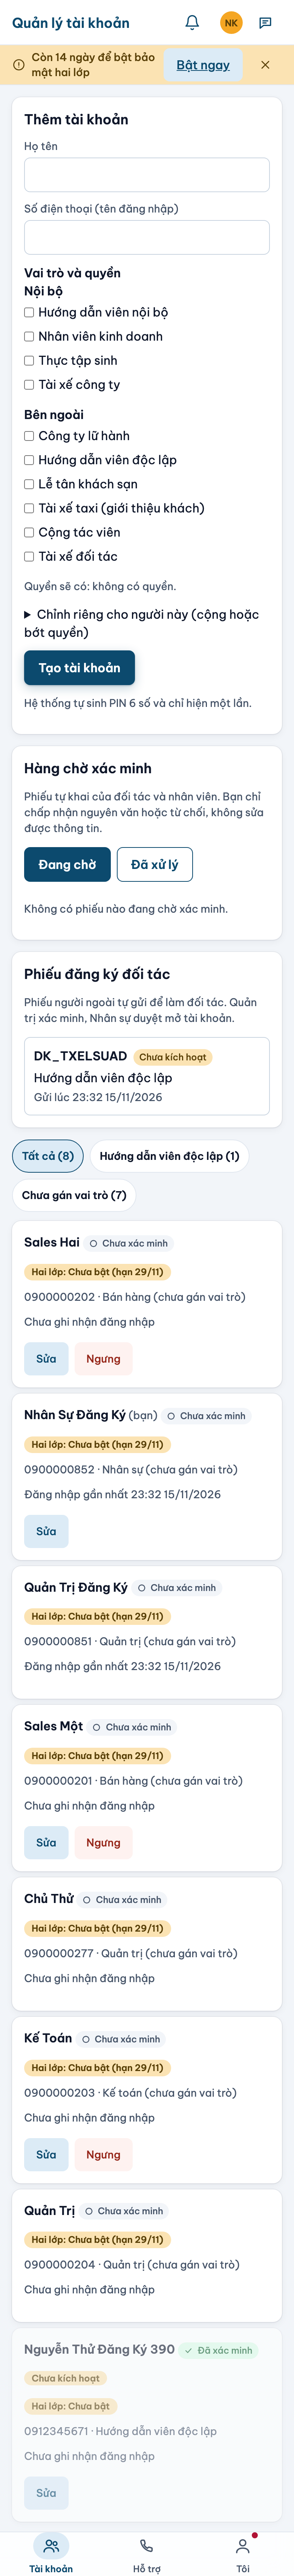 Quản lý tài khoản
NK
Còn 14 ngày để bật bảo
mật hai lớp
Bật ngay
Thêm tài khoản
Họ tên
Số điện thoại (tên đăng nhập)
Vai trò và quyền
Nội bộ
Hướng dẫn viên nội bộ
Nhân viên kinh doanh
Thực tập sinh
Tài xế công ty
Bên ngoài
Công ty lữ hành
Hướng dẫn viên độc lập
Lễ tân khách sạn
Tài xế taxi (giới thiệu khách)
Cộng tác viên
Tài xế đối tác
Quyền sẽ có: không có quyền.
Chỉnh riêng cho người này (cộng hoặc
bớt quyền)
Tạo tài khoản
Hệ thống tự sinh PIN 6 số và chỉ hiện một lần.
Hàng chờ xác minh
Phiếu tự khai của đối tác và nhân viên. Bạn chỉ
chấp nhận nguyên văn hoặc từ chối, không sửa
được thông tin.
Đang chờ
Đã xử lý
Không có phiếu nào đang chờ xác minh.
Phiếu đăng ký đối tác
Phiếu người ngoài tự gửi để làm đối tác. Quản
trị xác minh, Nhân sự duyệt mở tài khoản.
DK_TXELSUAD Chưa kích hoạt
Hướng dẫn viên độc lập
Gửi lúc 23:32 15/11/2026
Tất cả (8)
Hướng dẫn viên độc lập (1)
Chưa gán vai trò (7)
Sales Hai Chưa xác minh
Hai lớp: Chưa bật (hạn 29/11)
0900000202 · Bán hàng (chưa gán vai trò)
Chưa ghi nhận đăng nhập
Sửa
Ngưng
Nhân Sự Đăng Ký (bạn) Chưa xác minh
Hai lớp: Chưa bật (hạn 29/11)
0900000852 · Nhân sự (chưa gán vai trò)
Đăng nhập gần nhất 23:32 15/11/2026
Sửa
Quản Trị Đăng Ký Chưa xác minh
Hai lớp: Chưa bật (hạn 29/11)
0900000851 · Quản trị (chưa gán vai trò)
Đăng nhập gần nhất 23:32 15/11/2026
Sales Một Chưa xác minh
Hai lớp: Chưa bật (hạn 29/11)
0900000201 · Bán hàng (chưa gán vai trò)
Chưa ghi nhận đăng nhập
Sửa
Ngưng
Chủ Thử Chưa xác minh
Hai lớp: Chưa bật (hạn 29/11)
0900000277 · Quản trị (chưa gán vai trò)
Chưa ghi nhận đăng nhập
Kế Toán Chưa xác minh
Hai lớp: Chưa bật (hạn 29/11)
0900000203 · Kế toán (chưa gán vai trò)
Chưa ghi nhận đăng nhập
Sửa
Ngưng
Quản Trị Chưa xác minh
Hai lớp: Chưa bật (hạn 29/11)
0900000204 · Quản trị (chưa gán vai trò)
Chưa ghi nhận đăng nhập
Nguyễn Thử Đăng Ký 390 Đã xác minh
Chưa kích hoạt
Hai lớp: Chưa bật
0912345671 · Hướng dẫn viên độc lập
Chưa ghi nhận đăng nhập
Sửa
Tài khoản
Hỗ trợ
Tôi